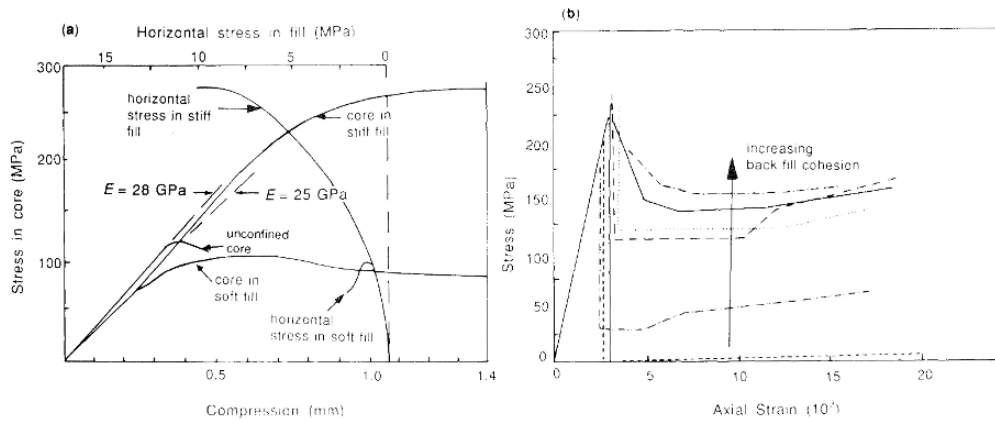 (a)
Horizontal stress in fill (MPa)
15 10 5 0
300
200
100
Stress in core (MPa)
horizontal
stress in stiff
fill
core in
stiff fill
E = 28 GPa
E = 25 GPa
unconfined
core
core in
soft fill
horizontal
stress in soft fill
0.5 1.0 1.4
Compression (mm)
(b)
300
250
200
150
100
50
0
Stress (MPa)
increasing
back fill cohesion
0 5 10 15 20
Axial Strain (10³)